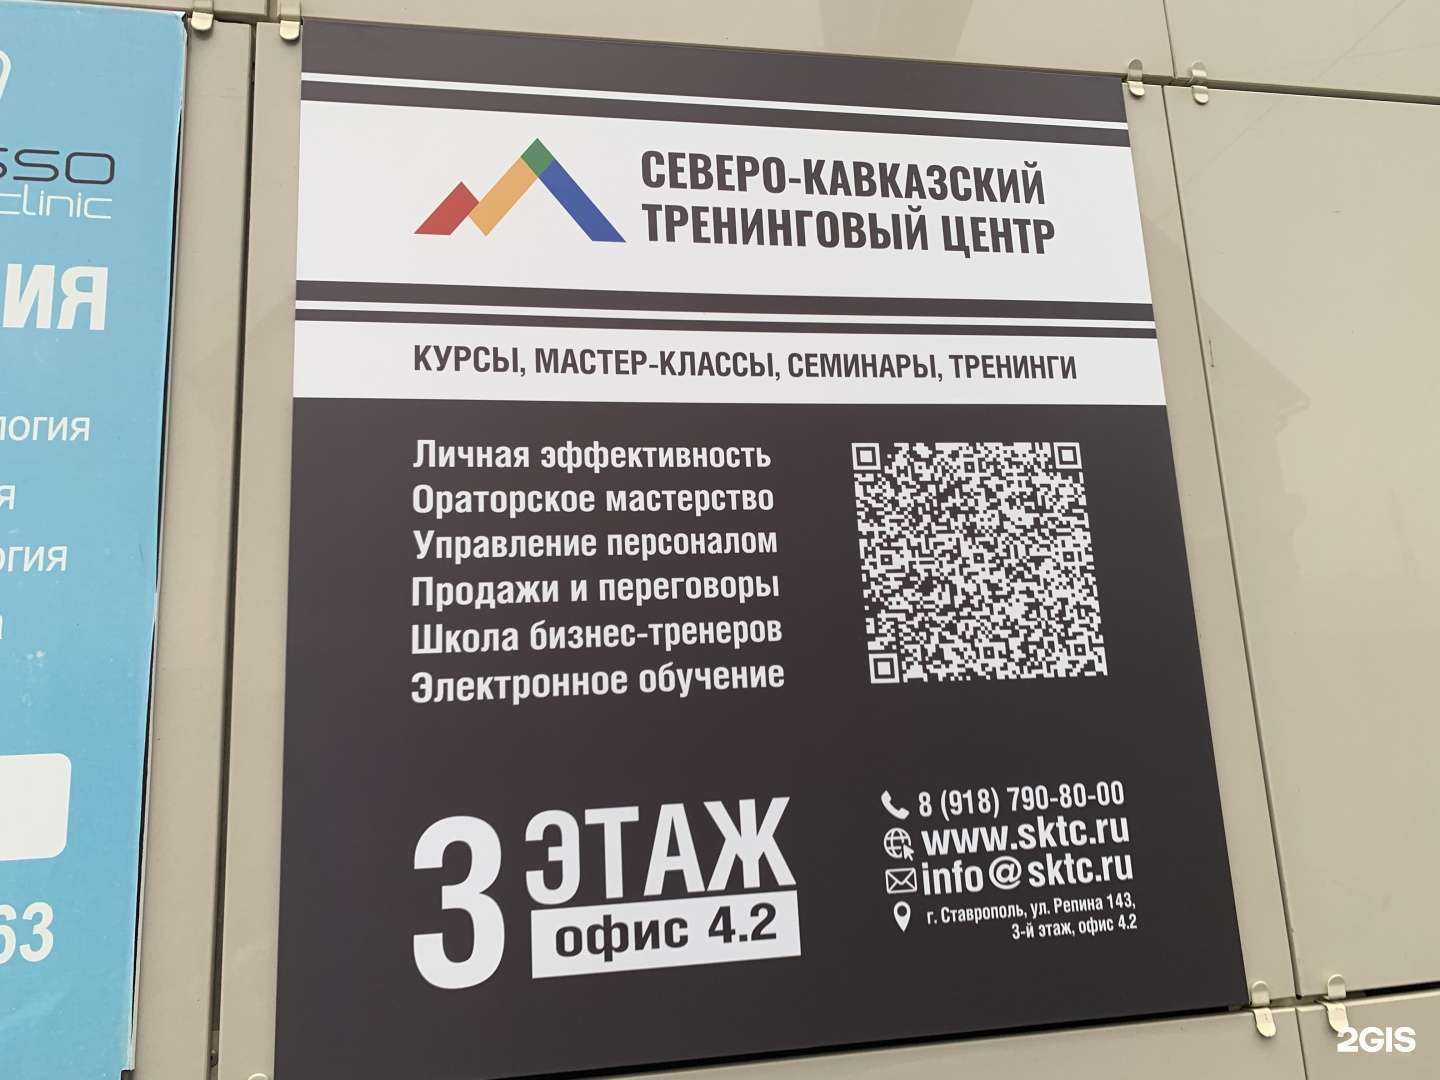 SSO
clinic
ИЯ
логия
я
огия
а
63
СЕВЕРО-КАВКАЗСКИЙ
ТРЕНИНГОВЫЙ ЦЕНТР
КУРСЫ, МАСТЕР-КЛАССЫ, СЕМИНАРЫ, ТРЕНИНГИ
Личная эффективность
Ораторское мастерство
Управление персоналом
Продажи и переговоры
Школа бизнес-тренеров
Электронное обучение
3 ЭТАЖ
офис 4.2
8 (918) 790-80-00
www.sktc.ru
info@sktc.ru
г. Ставрополь, ул. Репина 143,
3-й этаж, офис 4.2
2GIS